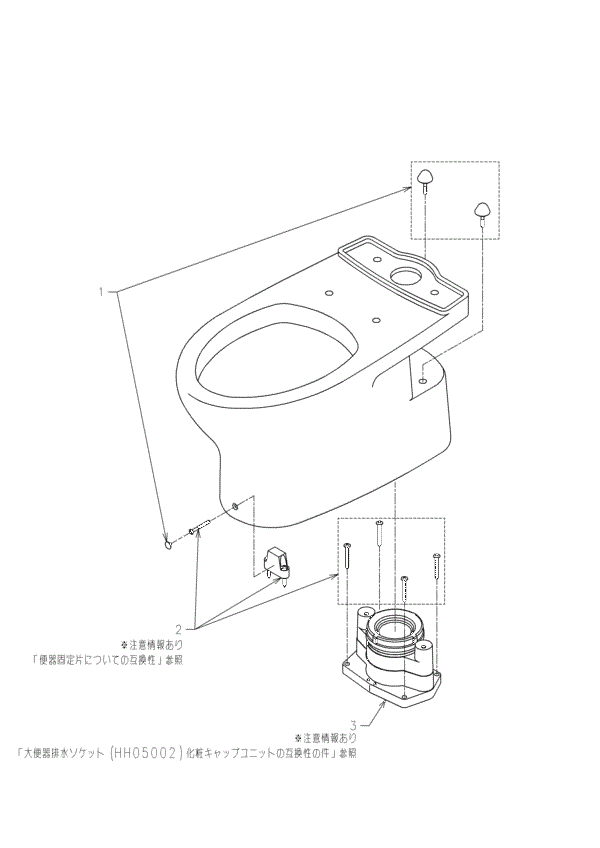 1
2
※注意情報あり
「便器固定片についての互換性」参照
3
※注意情報あり
「大便器排水ソケット(HH05002)化粧キャップユニットの互換性の件」参照